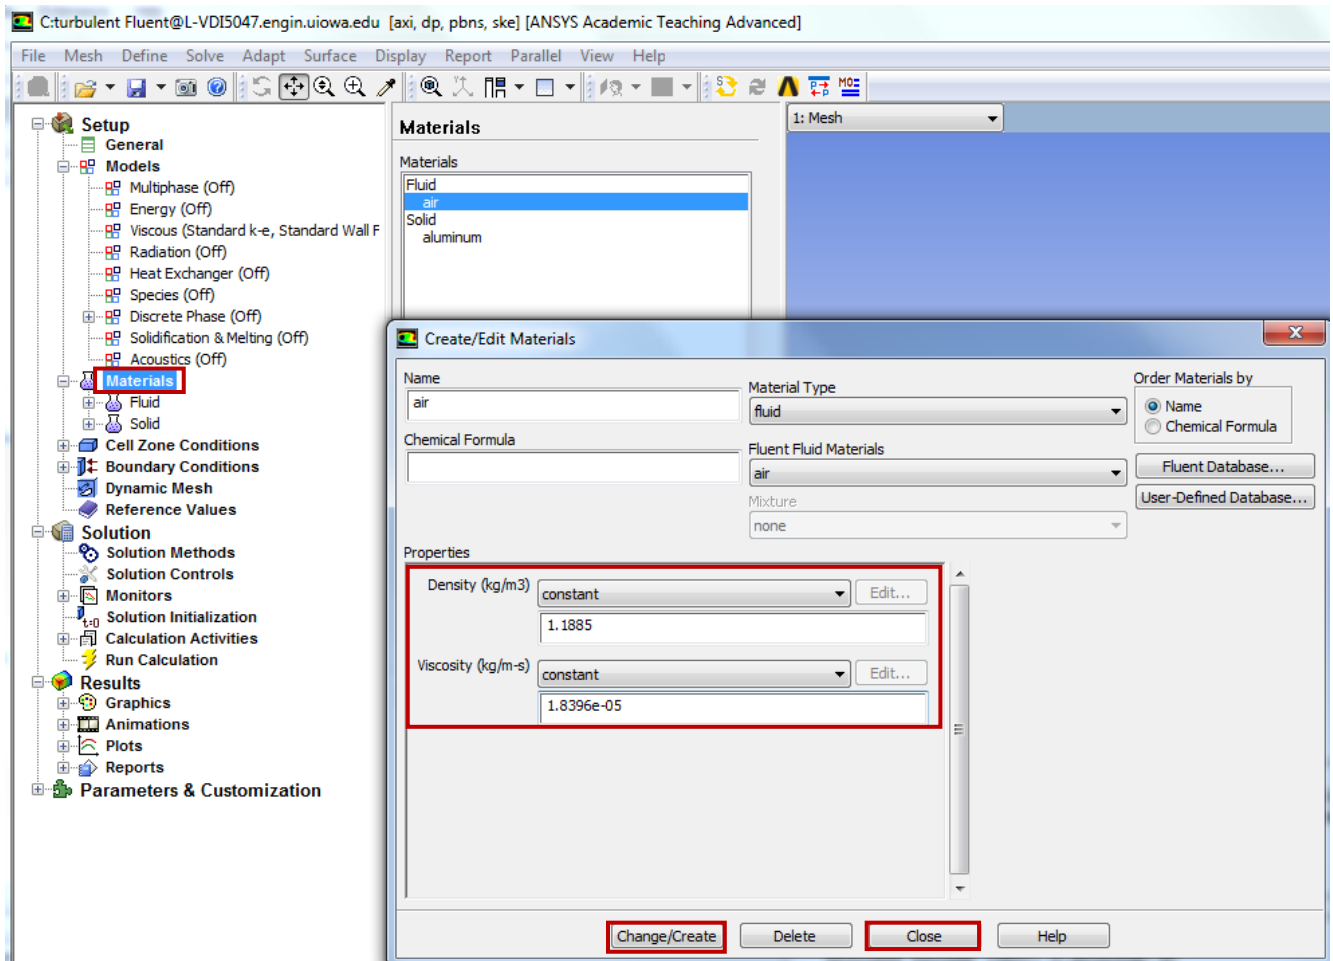 C:turbulent Fluent@L-VDI5047.engin.uiowa.edu [axi, dp, pbns, ske] [ANSYS Academic Teaching Advanced]
File Mesh Define Solve Adapt Surface Display Report Parallel View Help
Setup
General
Models
Multiphase (Off)
Energy (Off)
Viscous (Standard k-e, Standard Wall F
Radiation (Off)
Heat Exchanger (Off)
Species (Off)
Discrete Phase (Off)
Solidification & Melting (Off)
Acoustics (Off)
Materials
Fluid
Solid
Cell Zone Conditions
Boundary Conditions
Dynamic Mesh
Reference Values
Solution
Solution Methods
Solution Controls
Monitors
t=0 Solution Initialization
Calculation Activities
Run Calculation
Results
Graphics
Animations
Plots
Reports
Parameters & Customization
Materials
Materials
Fluid
air
Solid
aluminum
1: Mesh
Create/Edit Materials
Name
air
Chemical Formula
Material Type
fluid
Fluent Fluid Materials
air
Mixture
none
Order Materials by
Name
Chemical Formula
Fluent Database...
User-Defined Database...
Properties
Density (kg/m3) constant Edit...
1.1885
Viscosity (kg/m-s) constant Edit...
1.8396e-05
Change/Create Delete Close Help